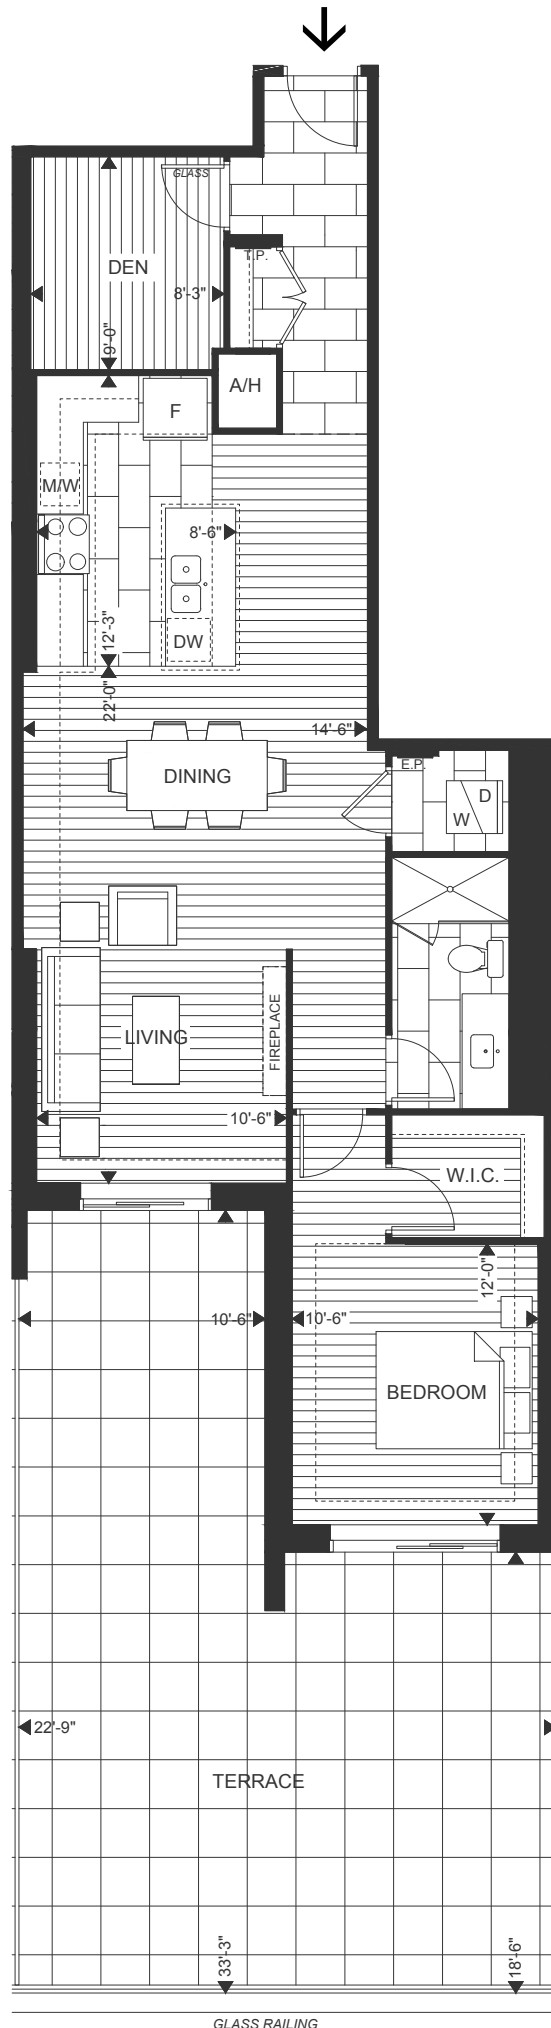 GLASS
T.P.
DEN
8'-3"
9'-0"
A/H
F
M/W
8'-6"
12'-3"
DW
22'-0"
14'-6"
E.P.
DINING
D
W
LIVING
FIREPLACE
10'-6"
W.I.C.
12'-0"
10'-6"
10'-6"
BEDROOM
22'-9"
TERRACE
33'-3"
18'-6"
GLASS RAILING